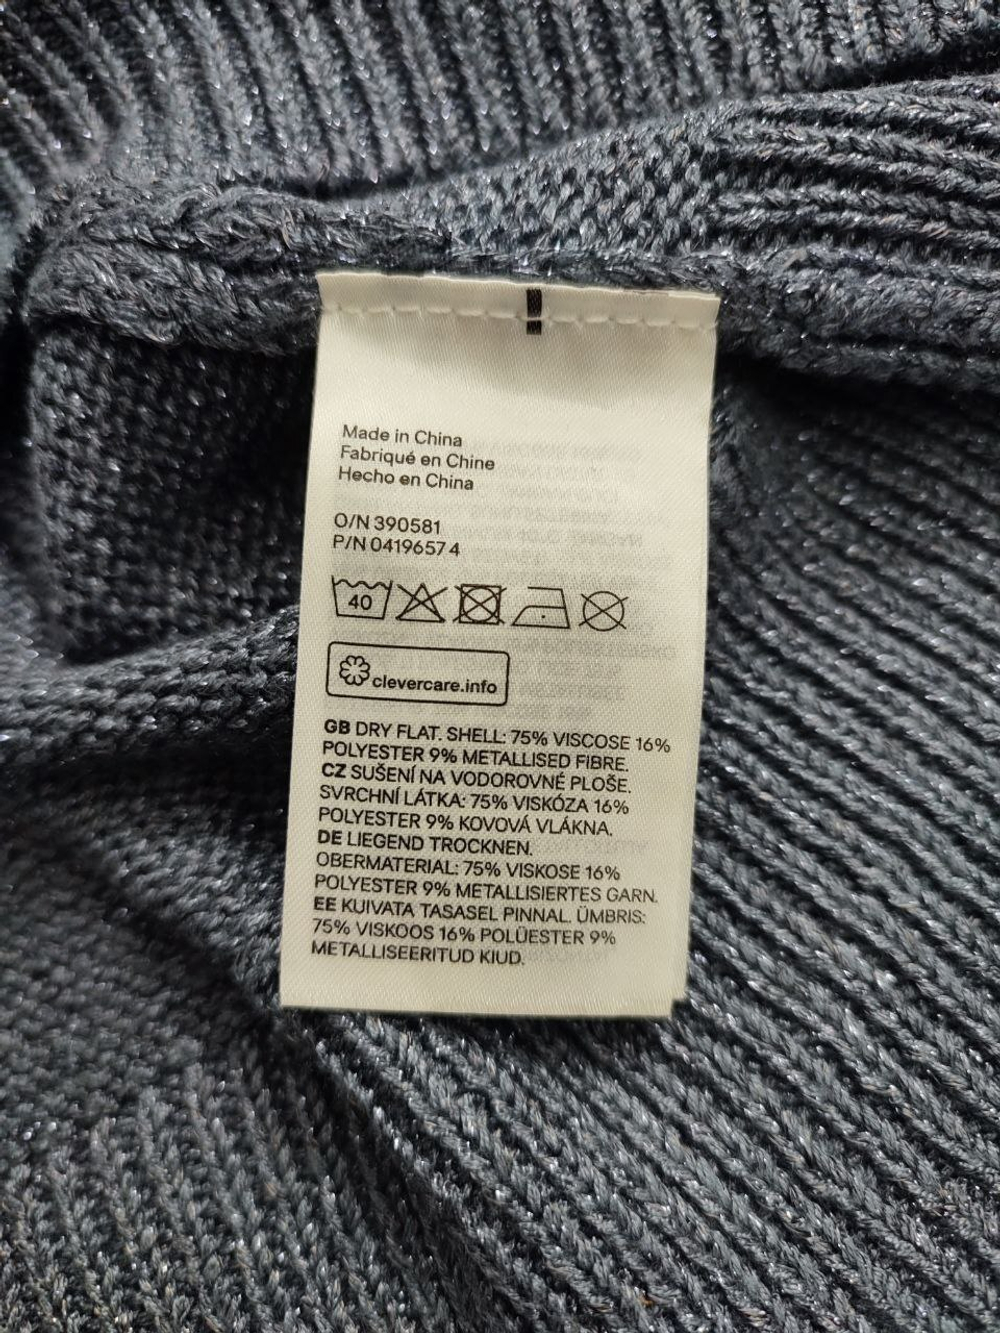 Made in China
Fabriqué en Chine
Hecho en China
O/N 390581
P/N 0419657 4
40
clevercare.info
GB DRY FLAT. SHELL: 75% VISCOSE 16%
POLYESTER 9% METALLISED FIBRE.
CZ SUŠENÍ NA VODOROVNÉ PLOŠE.
SVRCHNÍ LÁTKA: 75% VISKÓZA 16%
POLYESTER 9% KOVOVÁ VLÁKNA.
DE LIEGEND TROCKNEN.
OBERMATERIAL: 75% VISKOSE 16%
POLYESTER 9% METALLISIERTES GARN.
EE KUIVATA TASASEL PINNAL. ÜMBRIS:
75% VISKOOS 16% POLÜESTER 9%
METALLISEERITUD KIUD.